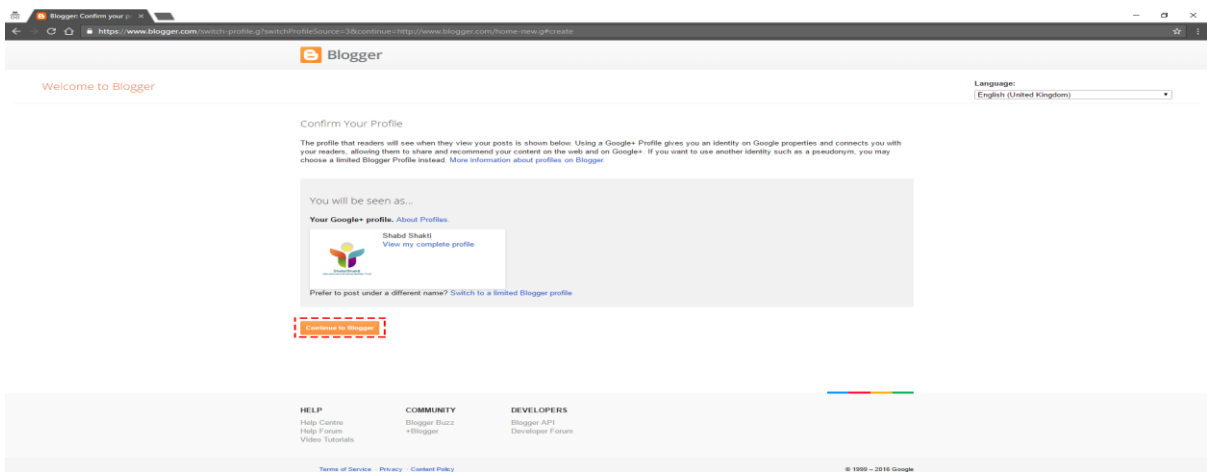 Blogger: Confirm your p
https://www.blogger.com/switch-profile.g?switchProfileSource=3&continue=http://www.blogger.com/home-new.g#create
Blogger
Welcome to Blogger
Language:
English (United Kingdom)
Confirm Your Profile
The profile that readers will see when they view your posts is shown below. Using a Google+ Profile gives you an identity on Google properties and connects you with
your readers, allowing them to share and recommend your content on the web and on Google+. If you want to use another identity such as a pseudonym, you may
choose a limited Blogger Profile instead. More information about profiles on Blogger.
You will be seen as...
Your Google+ profile. About Profiles.
Shabd Shakti
View my complete profile
ShabdShakti
Prefer to post under a different name? Switch to a limited Blogger profile
Continue to Blogger
HELP COMMUNITY DEVELOPERS
Help Centre Blogger Buzz Blogger API
Help Forum +Blogger Developer Forum
Video Tutorials
Terms of Service - Privacy - Content Policy © 1999 – 2016 Google